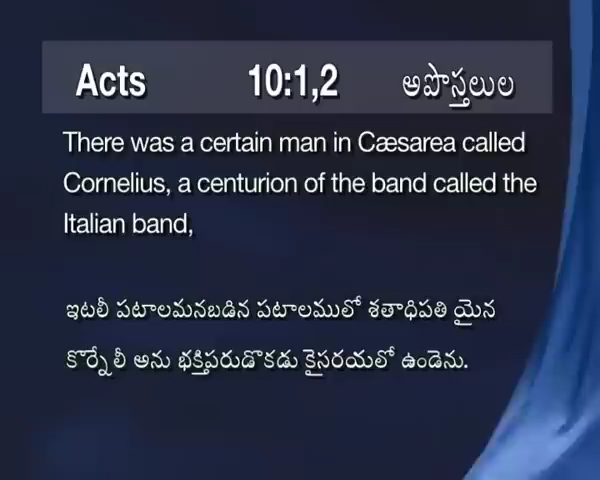 Acts 10:1,2 అపొస్తలుల
There was a certain man in Cæsarea called
Cornelius, a centurion of the band called the
Italian band,
ఇటలీ పటాలమనబడిన పటాలములో శతాధిపతి యైన
కొర్నేలీ అను భక్తిపరుడొకడు కైసరయలో ఉండెను.